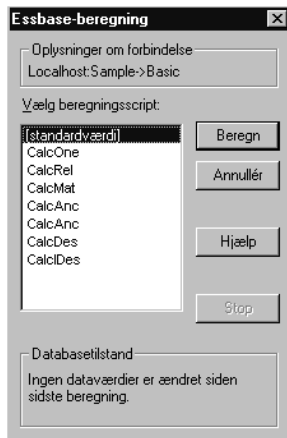 Essbase-beregning
Oplysninger om forbindelse
Localhost:Sample->Basic
Vælg beregningsscript:
(standardværdi)
CalcOne
CalcRel
CalcMat
CalcAnc
CalcAnc
CalcDes
CalcIDes
Beregn
Annullér
Hjælp
Stop
Databasetilstand
Ingen dataværdier er ændret siden
sidste beregning.